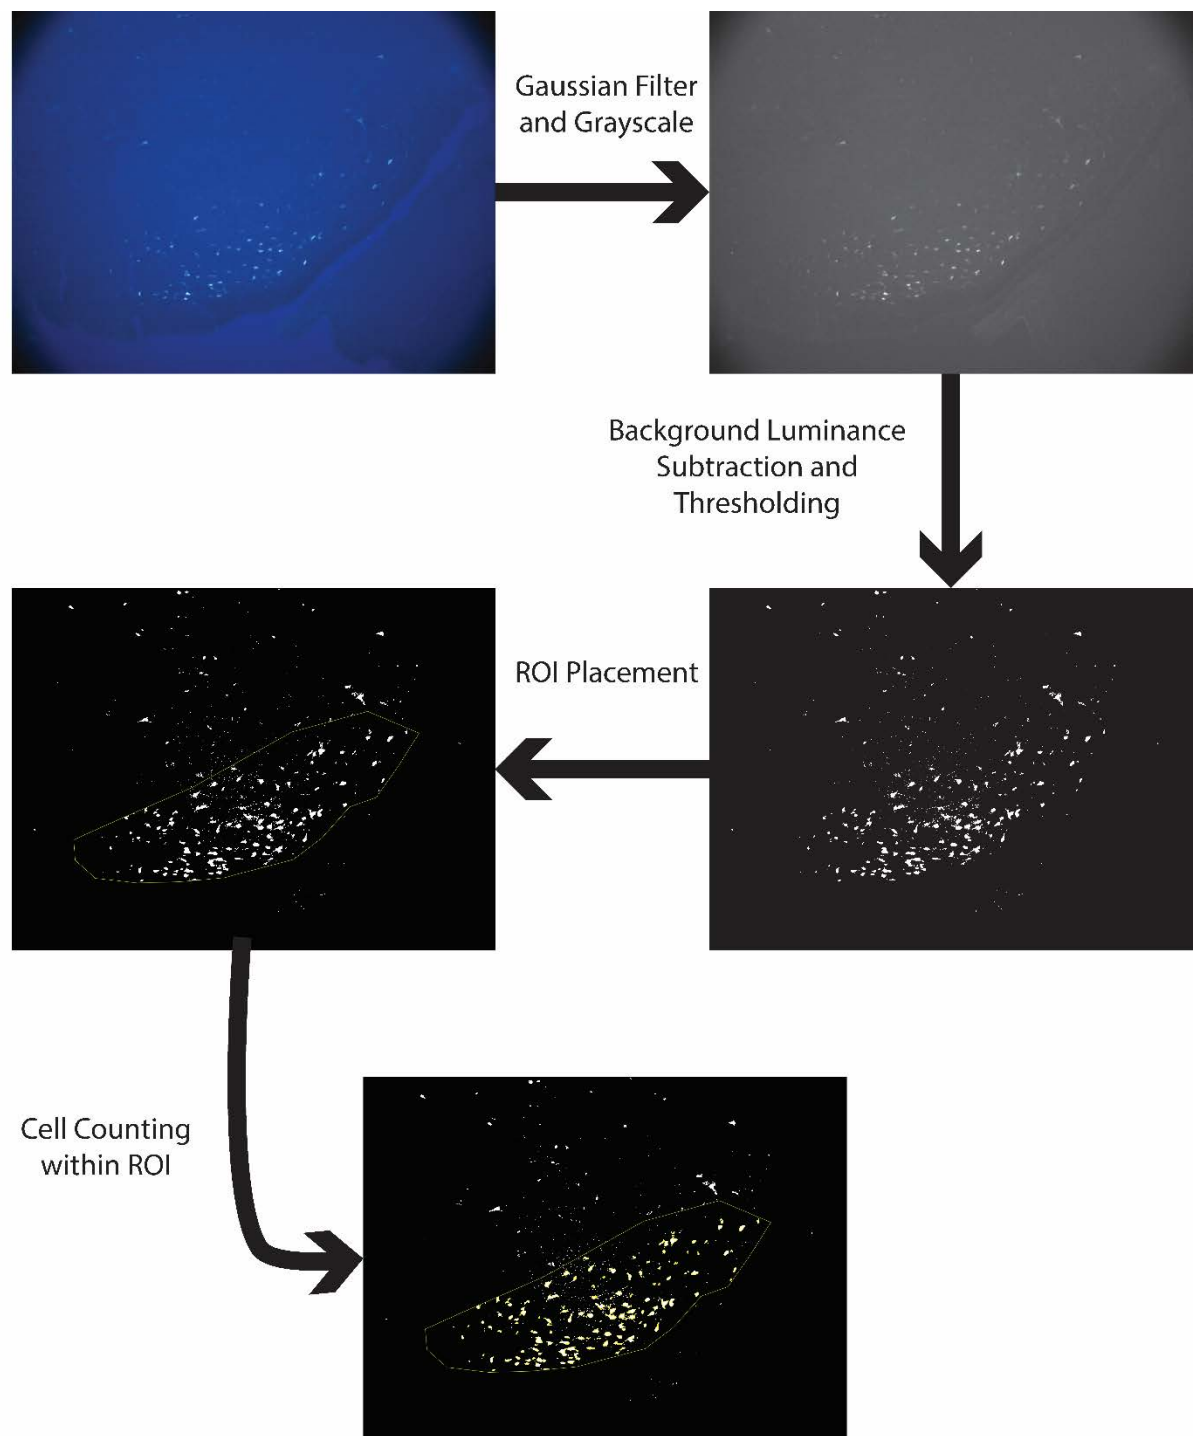 Gaussian Filter
and Grayscale
Background Luminance
Subtraction and
Thresholding
ROI Placement
Cell Counting
within ROI